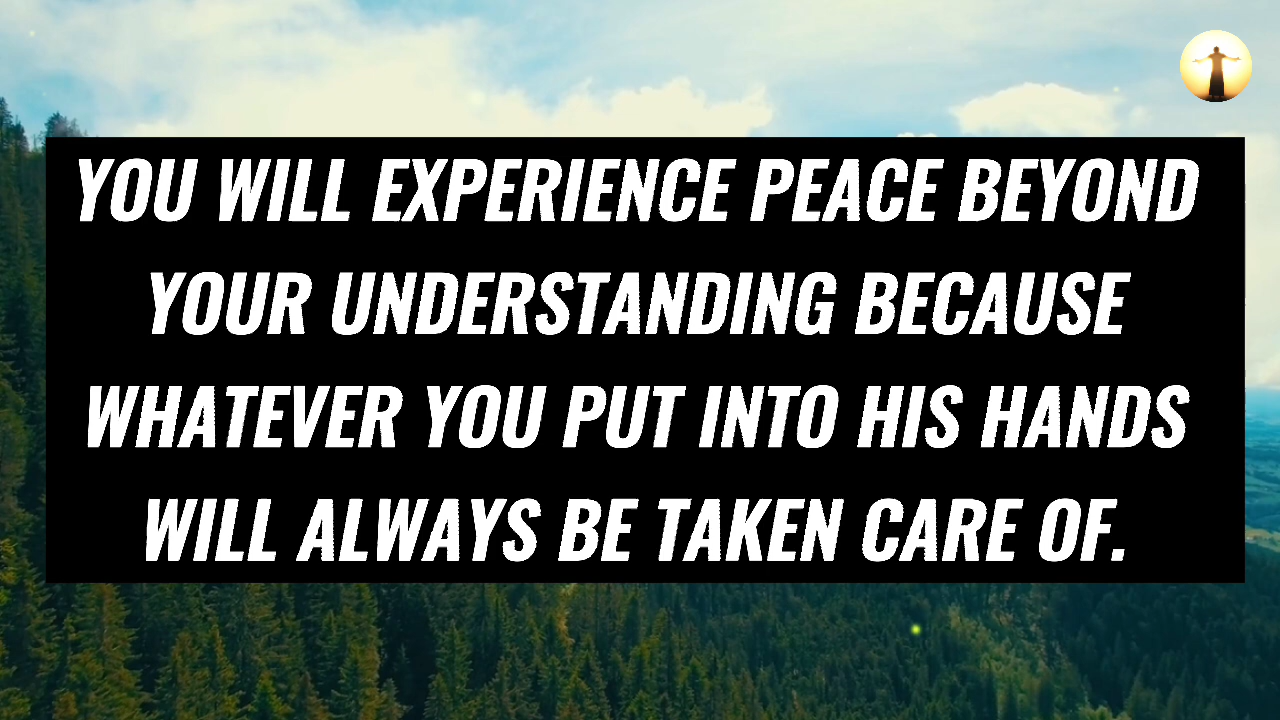 YOU WILL EXPERIENCE PEACE BEYOND
YOUR UNDERSTANDING BECAUSE
WHATEVER YOU PUT INTO HIS HANDS
WILL ALWAYS BE TAKEN CARE OF.